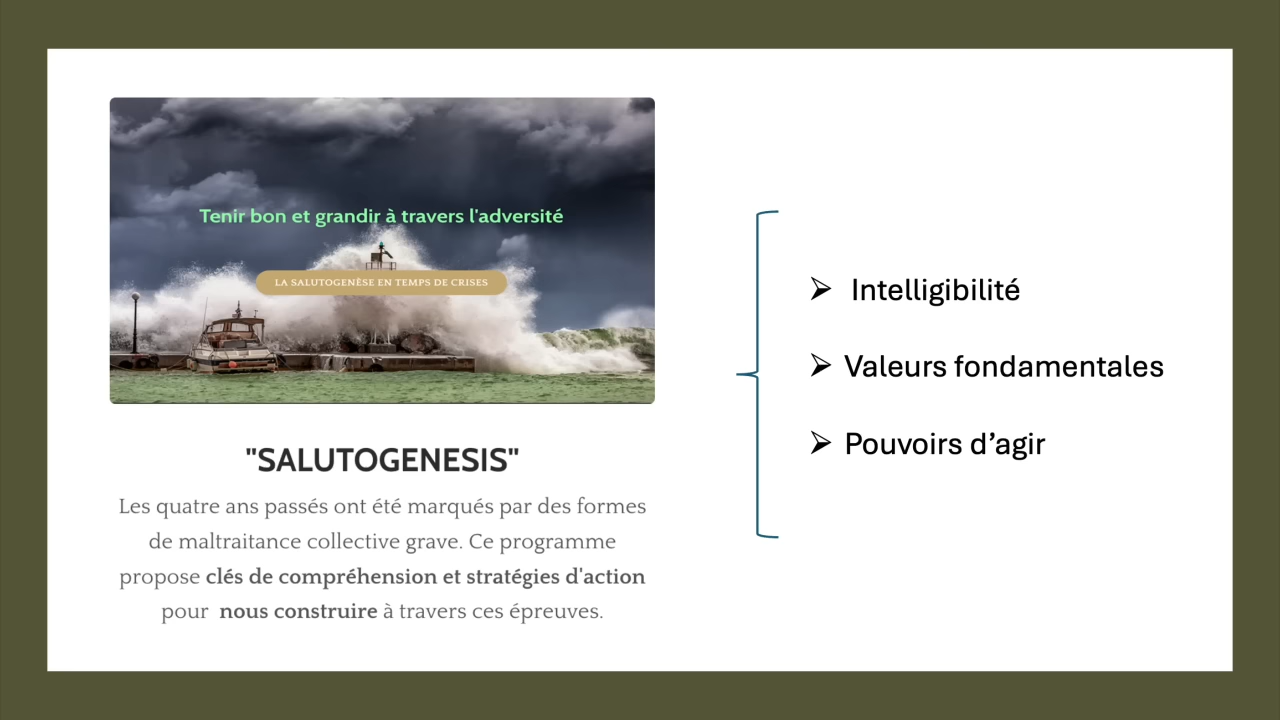 Tenir bon et grandir à travers l'adversité
LA SALUTOGENÈSE EN TEMPS DE CRISES
"SALUTOGENESIS"
Les quatre ans passés ont été marqués par des formes
de maltraitance collective grave. Ce programme
propose clés de compréhension et stratégies d'action
pour nous construire à travers ces épreuves.
➢ Intelligibilité
➢ Valeurs fondamentales
➢ Pouvoirs d’agir